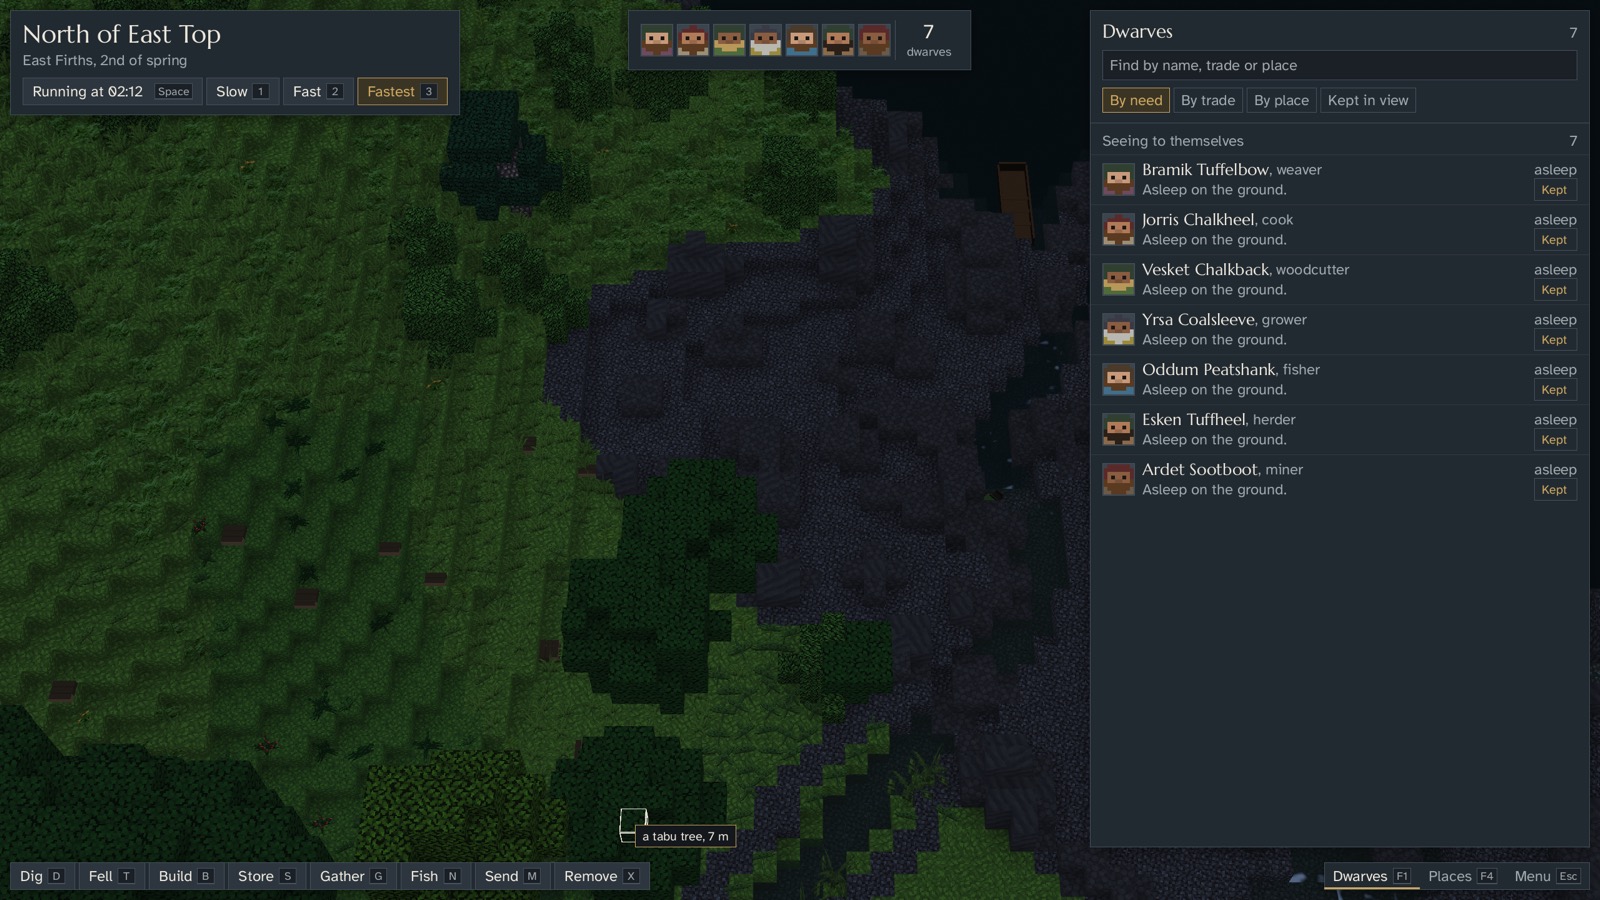 North of East Top
East Firths, 2nd of spring
Running at 02:12 Space
Slow 1
Fast 2
Fastest 3
7
dwarves
Dwarves 7
Find by name, trade or place
By need
By trade
By place
Kept in view
Seeing to themselves 7
Bramik Tuffelbow, weaver asleep
Asleep on the ground. Kept
Jorris Chalkheel, cook asleep
Asleep on the ground. Kept
Vesket Chalkback, woodcutter asleep
Asleep on the ground. Kept
Yrsa Coalsleeve, grower asleep
Asleep on the ground. Kept
Oddum Peatshank, fisher asleep
Asleep on the ground. Kept
Esken Tuffheel, herder asleep
Asleep on the ground. Kept
Ardet Sootboot, miner asleep
Asleep on the ground. Kept
a tabu tree, 7 m
Dig D
Fell T
Build B
Store S
Gather G
Fish N
Send M
Remove X
Dwarves F1
Places F4
Menu Esc